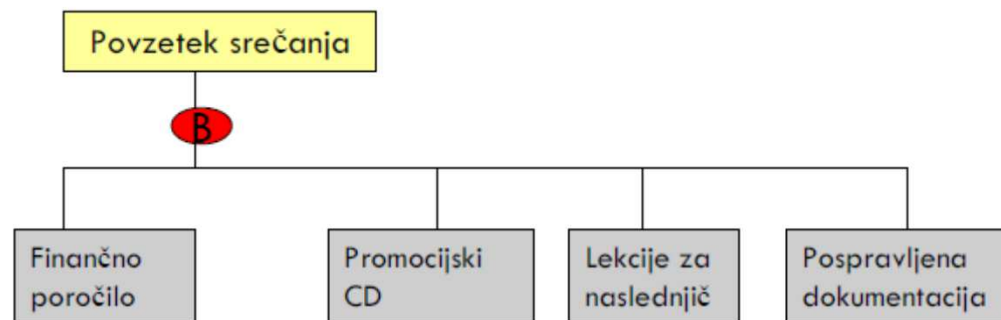 Povzetek srečanja
B
Finančno
poročilo
Promocijski
CD
Lekcije za
naslednjič
Pospravljena
dokumentacija